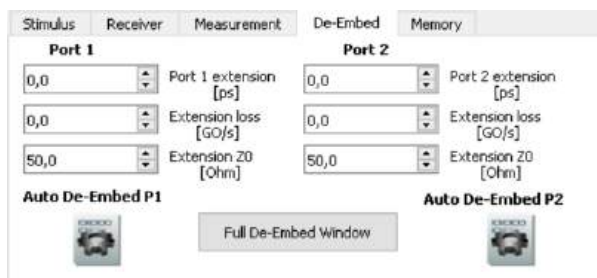 Stimulus Receiver Measurement De-Embed Memory
Port 1 Port 2
0,0 Port 1 extension 0,0 Port 2 extension
[ps] [ps]
0,0 Extension loss 0,0 Extension loss
[GO/s] [GO/s]
50,0 Extension Z0 50,0 Extension Z0
[Ohm] [Ohm]
Auto De-Embed P1 Auto De-Embed P2
Full De-Embed Window